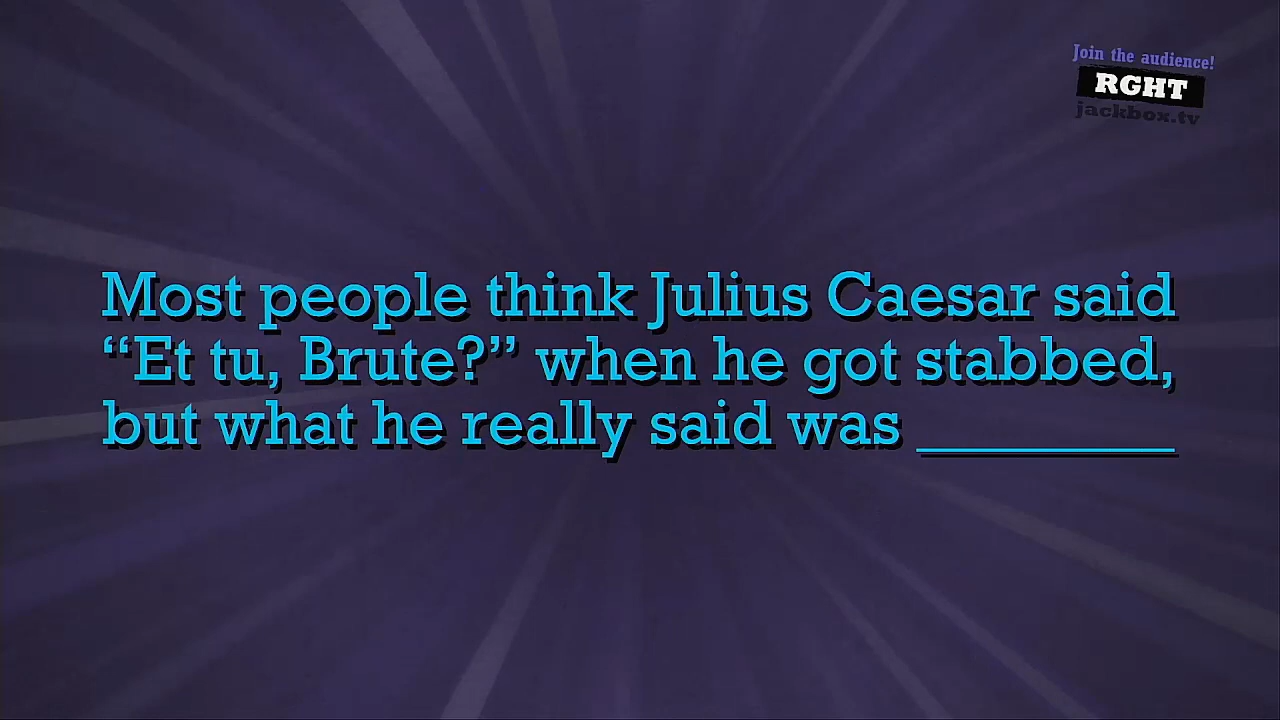 Join the audience!
RGHT
jackbox.tv
Most people think Julius Caesar said
“Et tu, Brute?” when he got stabbed,
but what he really said was ________